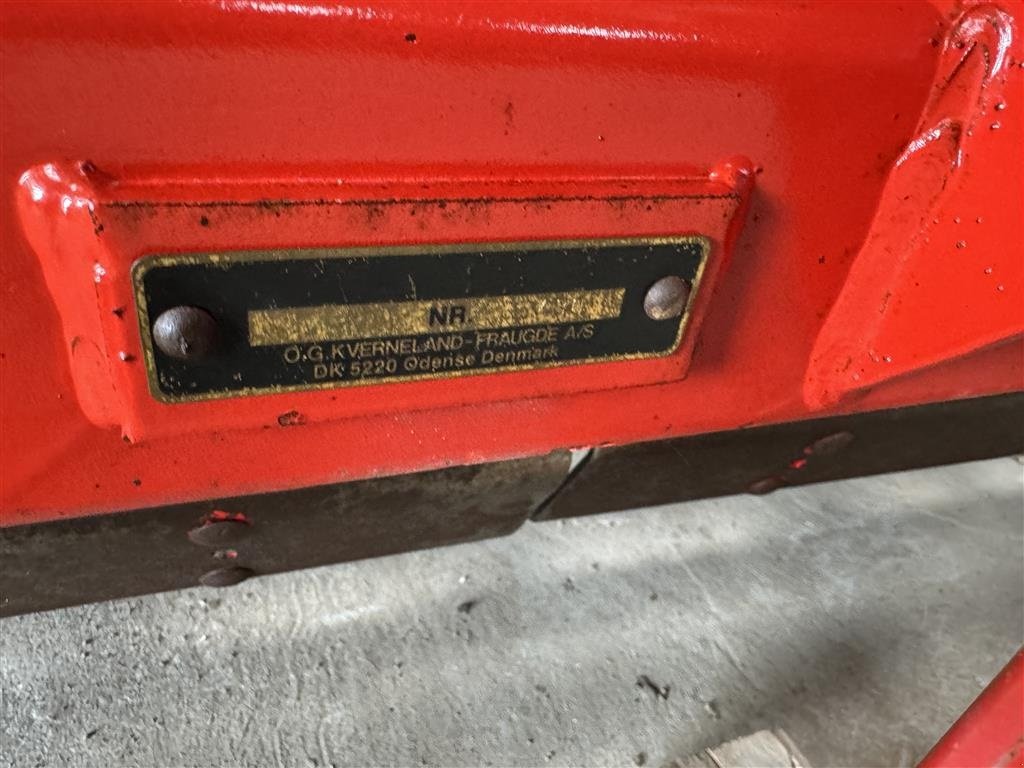 NR.
O.G. KVERNELAND-FRAUGDE A/S
DK 5220 Odense Denmark